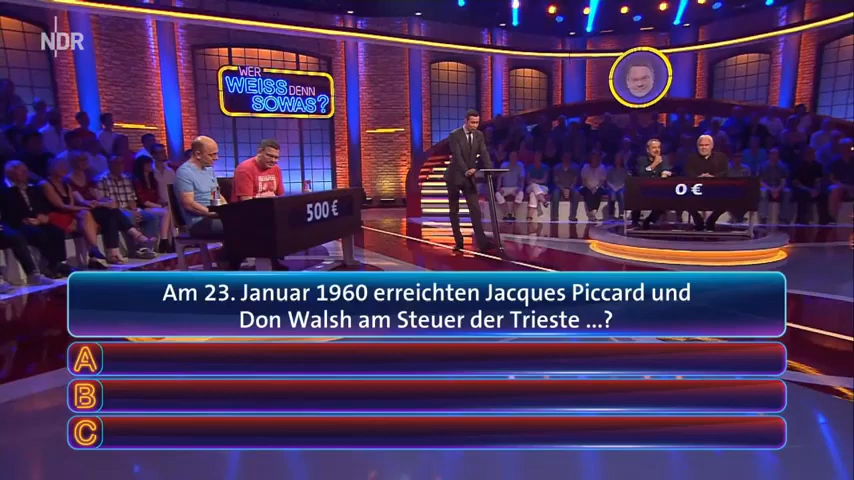 NDR
WER
WEISS DENN
SOWAS?
500 €
0 €
Am 23. Januar 1960 erreichten Jacques Piccard und
Don Walsh am Steuer der Trieste ...?
A
B
C